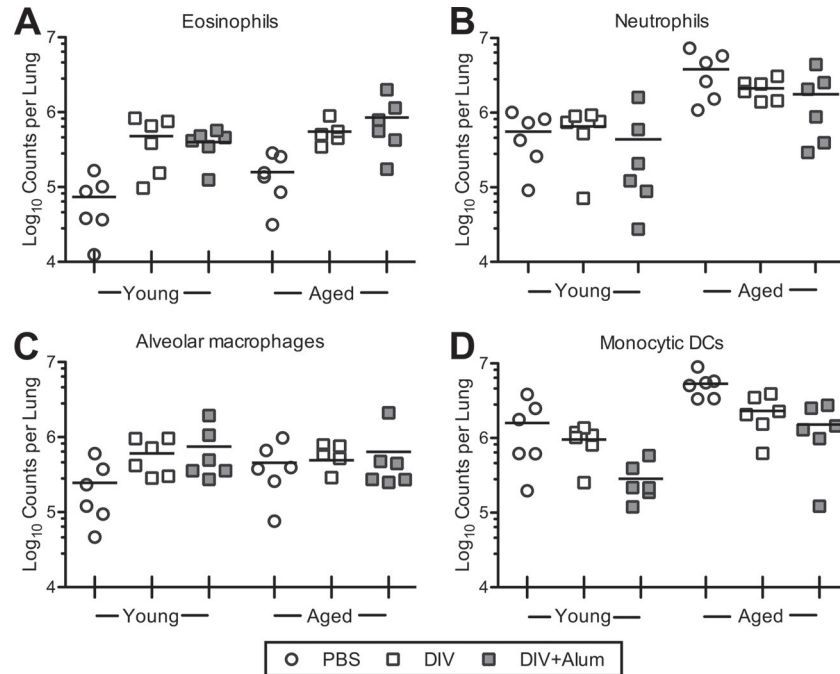 A
Eosinophils
Log10 Counts per Lung
7
6
5
4
Young
Aged
B
Neutrophils
Log10 Counts per Lung
7
6
5
4
Young
Aged
C
Alveolar macrophages
Log10 Counts per Lung
7
6
5
4
Young
Aged
D
Monocytic DCs
Log10 Counts per Lung
7
6
5
4
Young
Aged
PBS DIV DIV+Alum